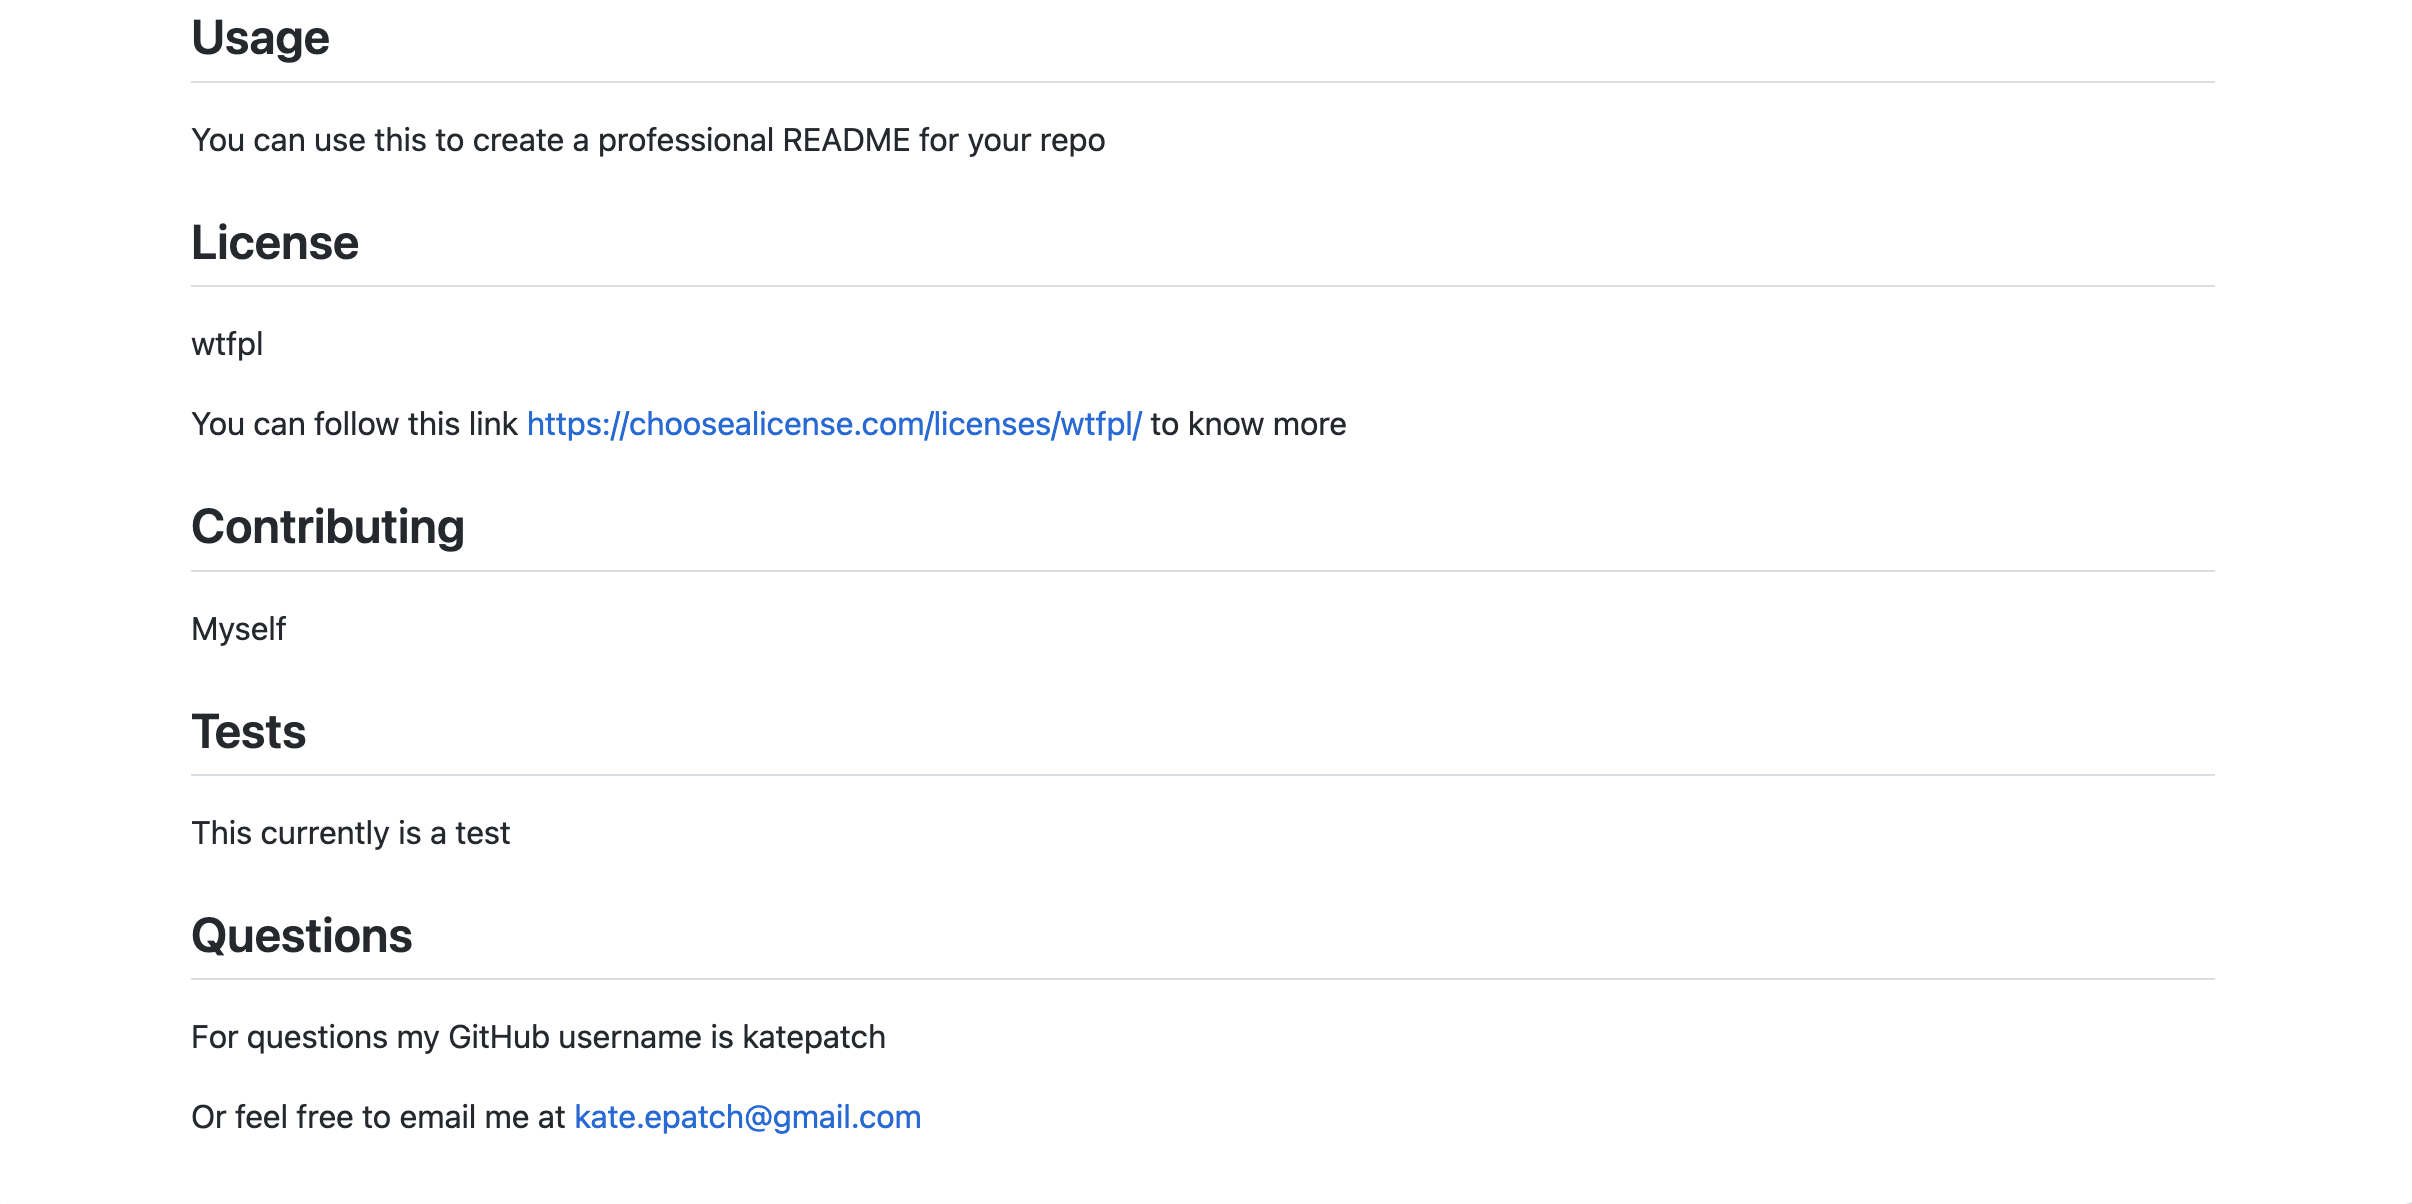 Usage
You can use this to create a professional README for your repo
License
wtfpl
You can follow this link https://choosealicense.com/licenses/wtfpl/ to know more
Contributing
Myself
Tests
This currently is a test
Questions
For questions my GitHub username is katepatch
Or feel free to email me at kate.epatch@gmail.com